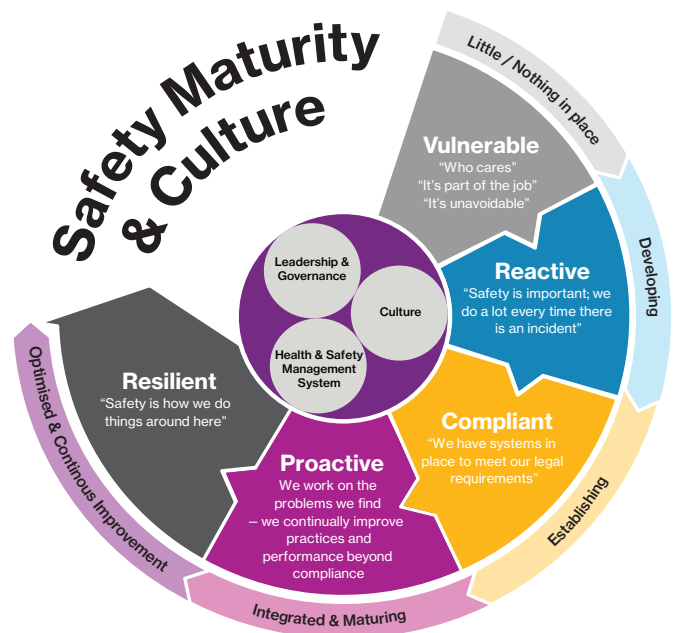 Safety Maturity
& Culture
Little / Nothing in place
Vulnerable
“Who cares”
“It's part of the job”
“It's unavoidable”
Developing
Reactive
“Safety is important; we
do a lot every time there
is an incident”
Establishing
Compliant
“We have systems in
place to meet our legal
requirements”
Integrated & Maturing
Proactive
We work on the
problems we find
– we continually improve
practices and
performance beyond
compliance
Optimised & Continous Improvement
Resilient
“Safety is how we do
things around here”
Leadership &
Governance
Culture
Health & Safety
Management
System